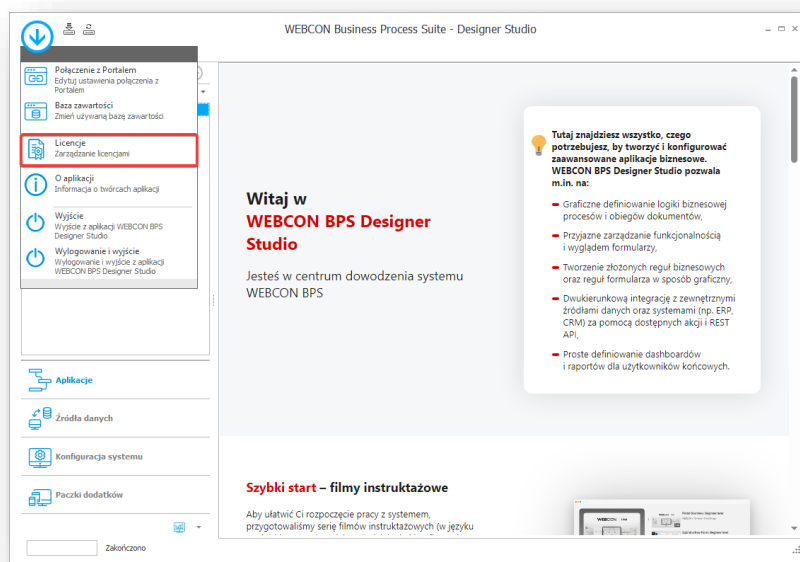 WEBCON Business Process Suite - Designer Studio
Połączenie z Portalem
Edytuj ustawienia połączenia z
Portalem
Baza zawartości
Zmień używaną bazę zawartości
Licencje
Zarządzanie licencjami
O aplikacji
Informacja o twórcach aplikacji
Wyjście
Wyjście z aplikacji WEBCON BPS
Designer Studio
Wylogowanie i wyjście
Wylogowanie i wyjście z aplikacji
WEBCON BPS Designer Studio
Aplikacje
Źródła danych
Konfiguracja systemu
Paczki dodatków
Zakończono
Witaj w
WEBCON BPS Designer
Studio
Jesteś w centrum dowodzenia systemu
WEBCON BPS
Tutaj znajdziesz wszystko, czego
potrzebujesz, by tworzyć i konfigurować
zaawansowane aplikacje biznesowe.
WEBCON BPS Designer Studio pozwala
m.in. na:
Graficzne definiowanie logiki biznesowej
procesów i obiegów dokumentów,
Przyjazne zarządzanie funkcjonalnością
i wyglądem formularzy,
Tworzenie złożonych reguł biznesowych
oraz reguł formularza w sposób graficzny,
Dwukierunkową integrację z zewnętrznymi
źródłami danych oraz systemami (np. ERP,
CRM) za pomocą dostępnych akcji i REST
API,
Proste definiowanie dashboardów
i raportów dla użytkowników końcowych.
Szybki start – filmy instruktażowe
Aby ułatwić Ci rozpoczęcie pracy z systemem,
przygotowaliśmy serię filmów instruktażowych (w języku
WEBCON